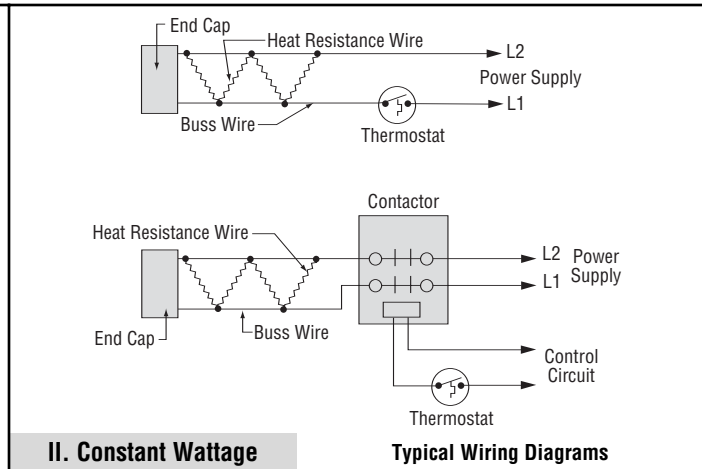 End Cap
Heat Resistance Wire
L2
Power Supply
L1
Buss Wire
Thermostat
Contactor
Heat Resistance Wire
L2 Power
L1 Supply
End Cap
Buss Wire
Control
Circuit
Thermostat
II. Constant Wattage
Typical Wiring Diagrams